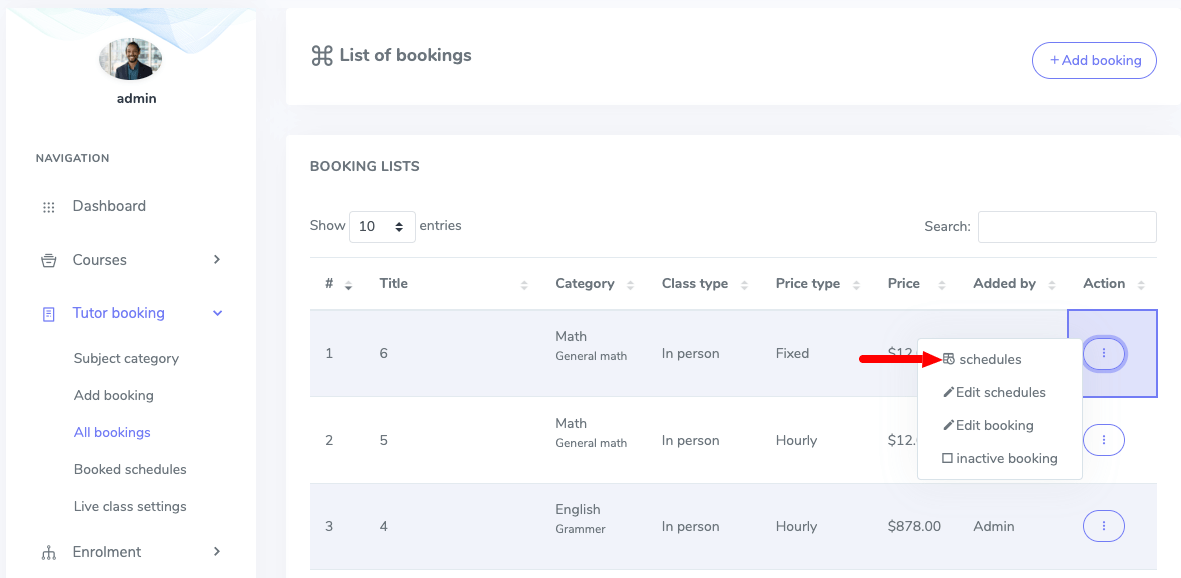 admin
NAVIGATION
Dashboard
Courses
Tutor booking
Subject category
Add booking
All bookings
Booked schedules
Live class settings
Enrolment
List of bookings
+ Add booking
BOOKING LISTS
Show 10 entries
Search:
# Title Category Class type Price type Price Added by Action
1 6 Math In person Fixed $12.
General math
schedules
Edit schedules
Edit booking
inactive booking
2 5 Math In person Hourly $12.
General math
3 4 English In person Hourly $878.00 Admin
Grammer